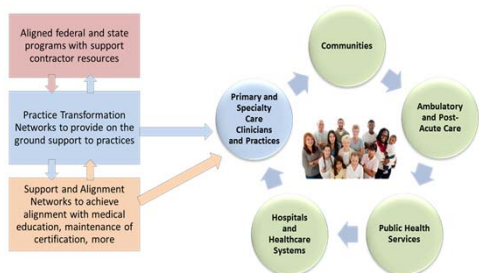 Aligned federal and state
programs with support
contractor resources
Practice Transformation
Networks to provide on the
ground support to practices
Support and Alignment
Networks to achieve
alignment with medical
education, maintenance of
certification, more
Primary and
Specialty
Care
Clinicians
and Practices
Communities
Ambulatory
and Post-
Acute Care
Public Health
Services
Hospitals
and
Healthcare
Systems